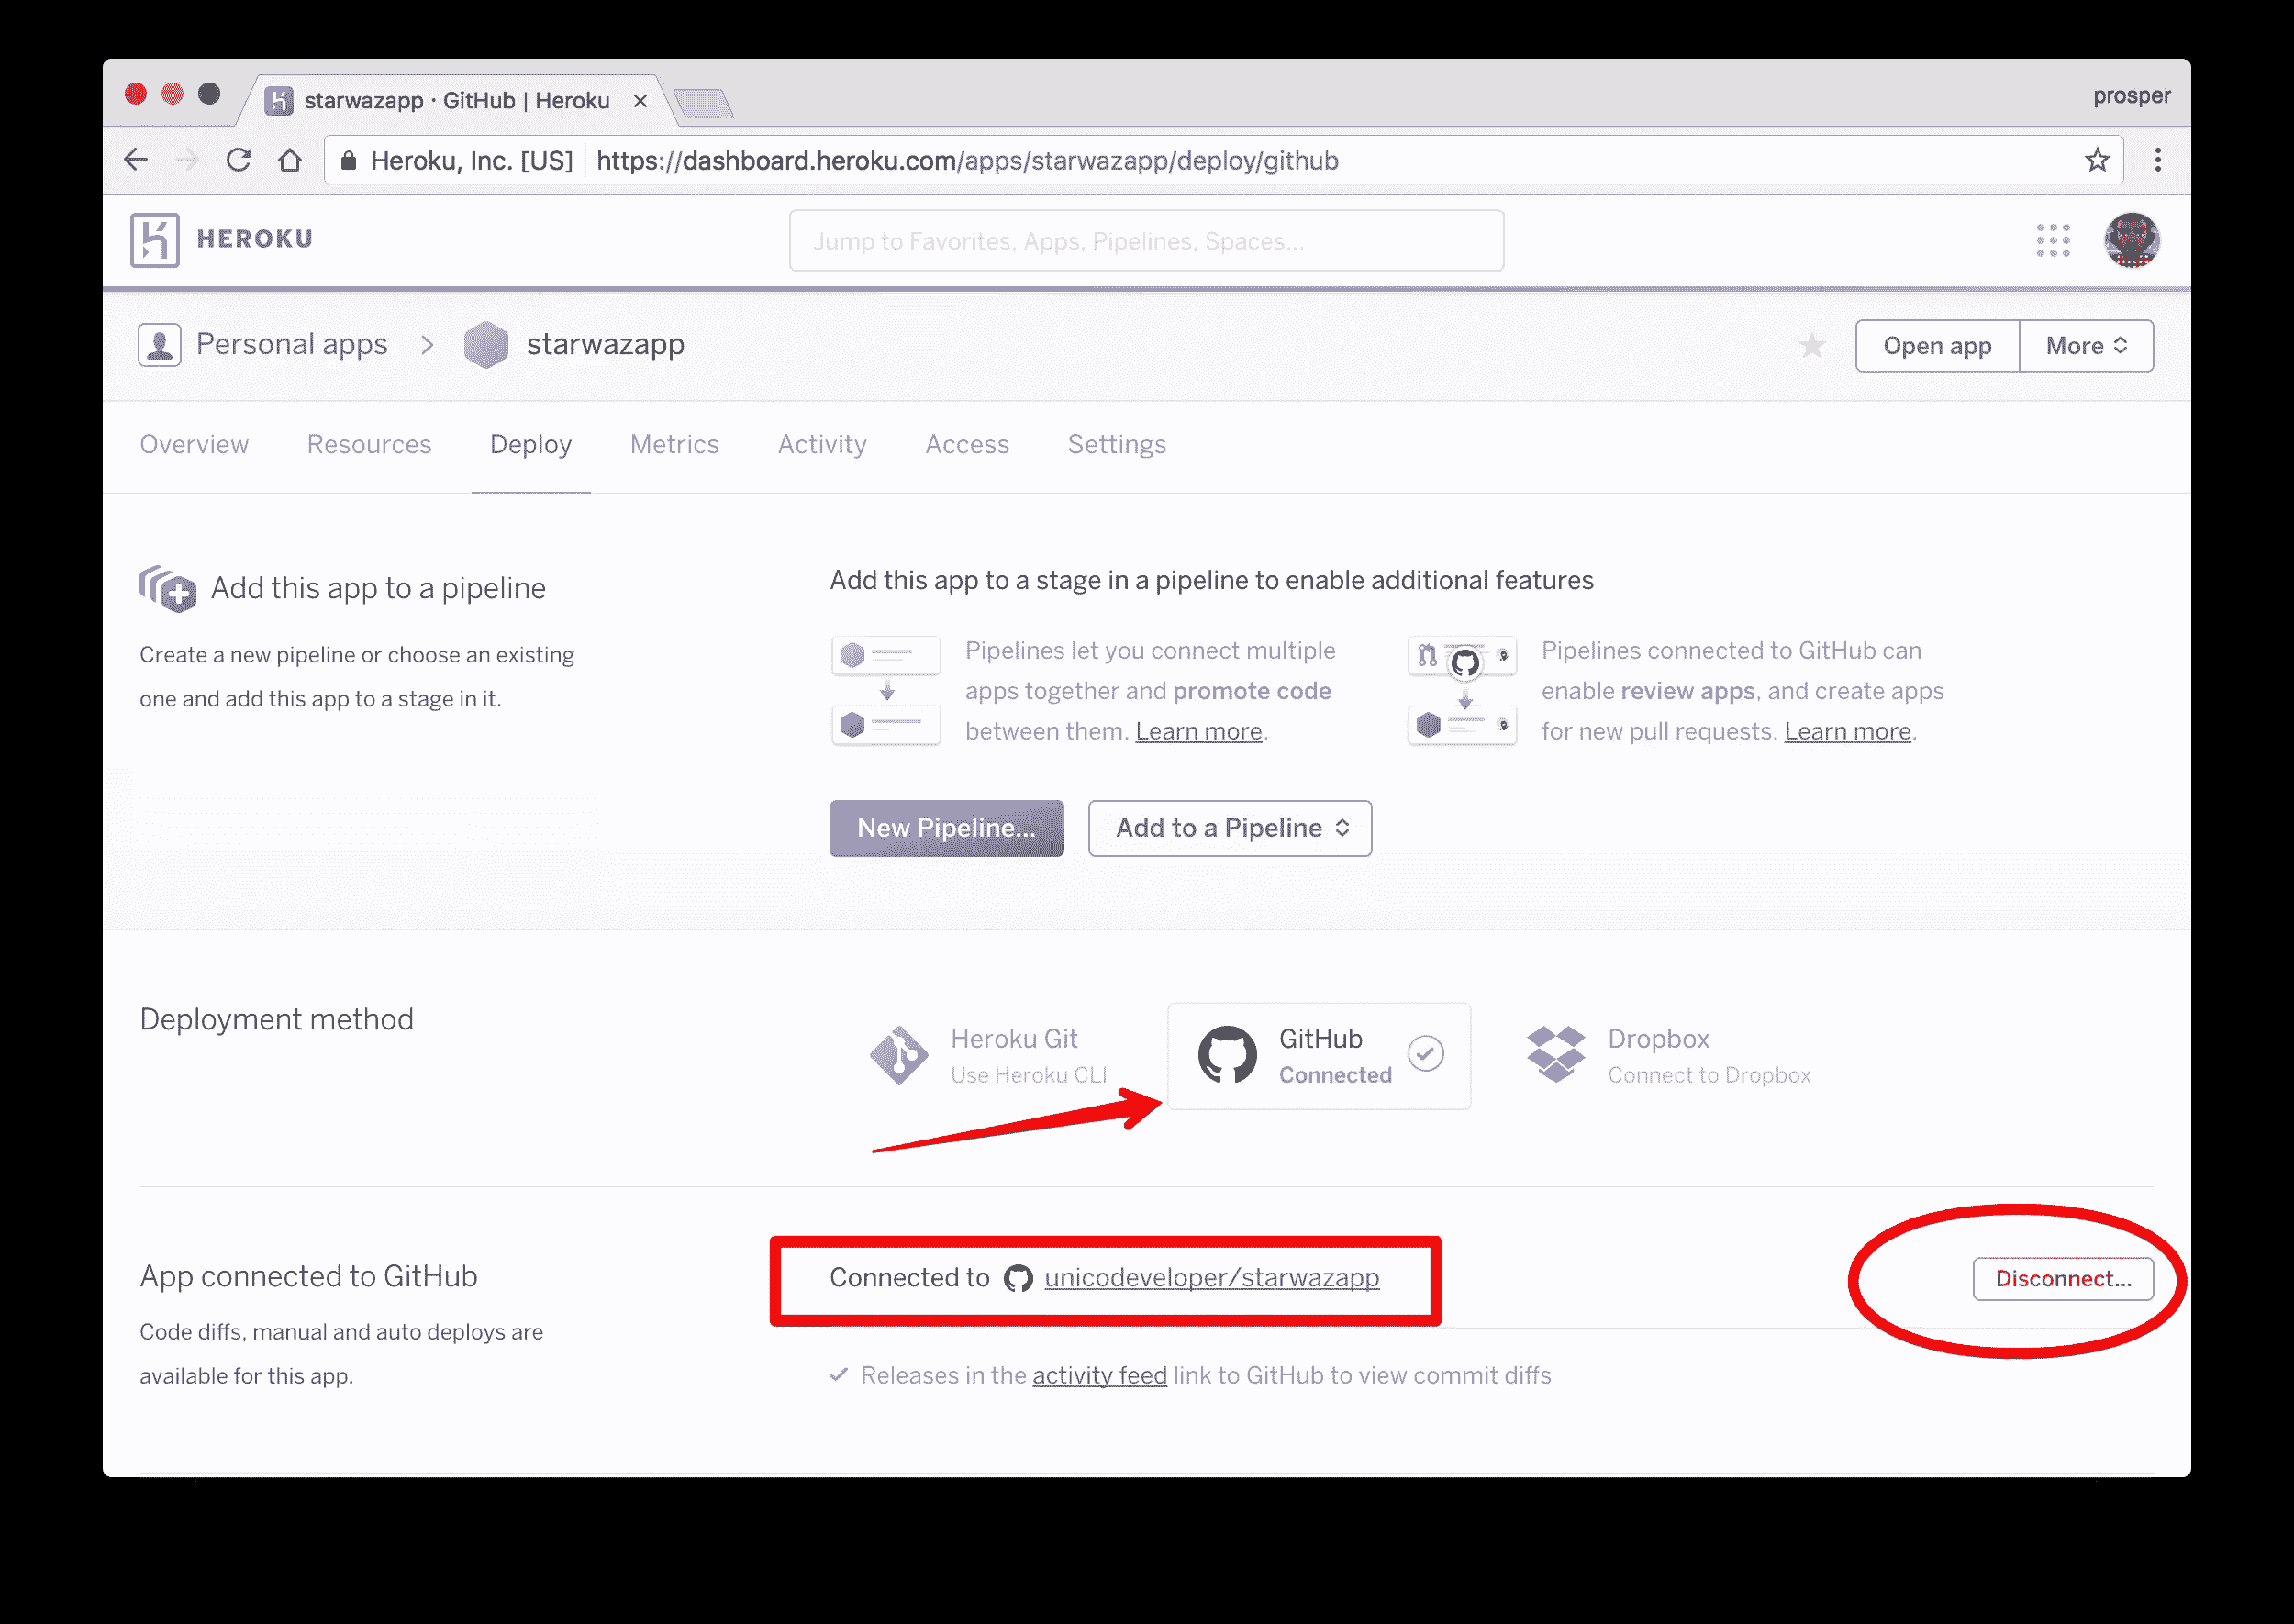 starwazapp · GitHub | Heroku
prosper
Heroku, Inc. [US] https://dashboard.heroku.com/apps/starwazapp/deploy/github
HEROKU
Jump to Favorites, Apps, Pipelines, Spaces...
Personal apps > starwazapp
Open app
More
Overview Resources Deploy Metrics Activity Access Settings
Add this app to a pipeline
Create a new pipeline or choose an existing
one and add this app to a stage in it.
Add this app to a stage in a pipeline to enable additional features
Pipelines let you connect multiple
apps together and promote code
between them. Learn more.
Pipelines connected to GitHub can
enable review apps, and create apps
for new pull requests. Learn more.
New Pipeline...
Add to a Pipeline
Deployment method
Heroku Git
Use Heroku CLI
GitHub
Connected
Dropbox
Connect to Dropbox
App connected to GitHub
Code diffs, manual and auto deploys are
available for this app.
Connected to unicodeveloper/starwazapp
Disconnect...
Releases in the activity feed link to GitHub to view commit diffs